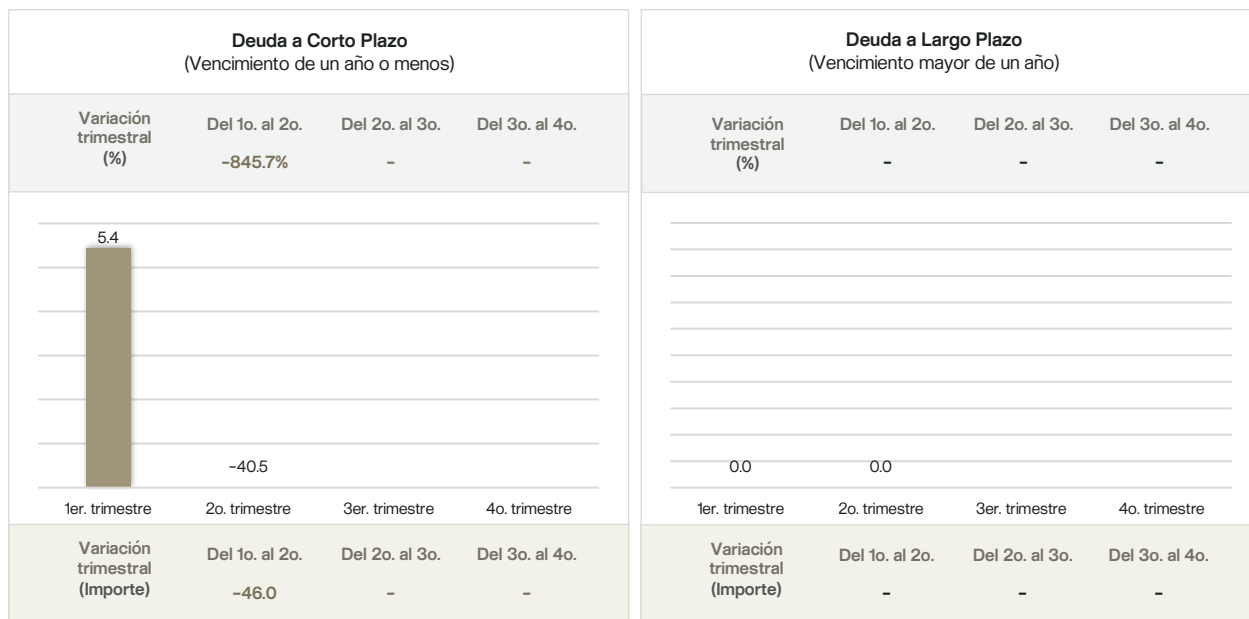 Deuda a Corto Plazo
(Vencimiento de un año o menos)
Variación
trimestral
(%)
Del 1o. al 2o.
Del 2o. al 3o.
Del 3o. al 4o.
-845.7%
-
-
5.4
-40.5
1er. trimestre
2o. trimestre
3er. trimestre
4o. trimestre
Variación
trimestral
(Importe)
Del 1o. al 2o.
Del 2o. al 3o.
Del 3o. al 4o.
-46.0
-
-
Deuda a Largo Plazo
(Vencimiento mayor de un año)
Variación
trimestral
(%)
Del 1o. al 2o.
Del 2o. al 3o.
Del 3o. al 4o.
-
-
-
0.0
0.0
1er. trimestre
2o. trimestre
3er. trimestre
4o. trimestre
Variación
trimestral
(Importe)
Del 1o. al 2o.
Del 2o. al 3o.
Del 3o. al 4o.
-
-
-